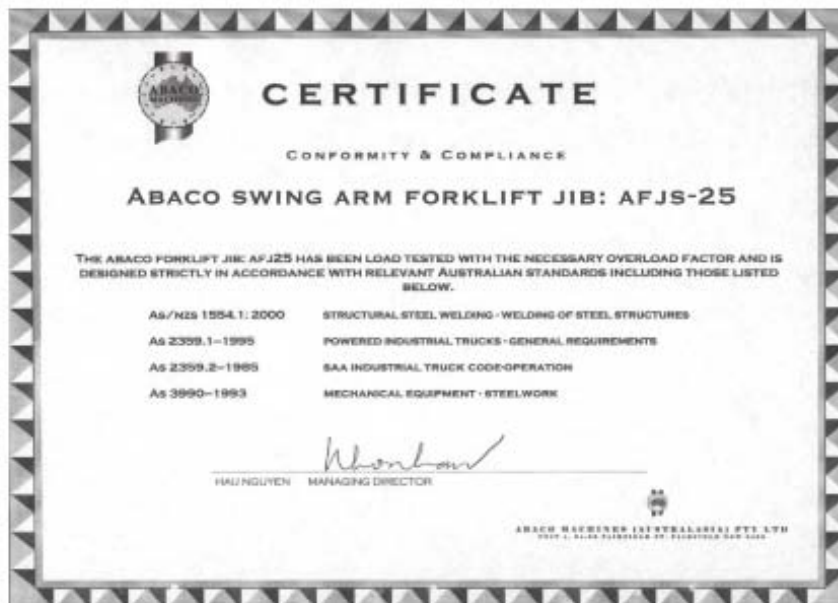 ABACO
MACHINES
CERTIFICATE
CONFORMITY & COMPLIANCE
ABACO SWING ARM FORKLIFT JIB: AFJS-25
THE ABACO FORKLIFT JIB: AFJ25 HAS BEEN LOAD TESTED WITH THE NECESSARY OVERLOAD FACTOR AND IS
DESIGNED STRICTLY IN ACCORDANCE WITH RELEVANT AUSTRALIAN STANDARDS INCLUDING THOSE LISTED
BELOW.
AS/NZS 1554.1: 2000 STRUCTURAL STEEL WELDING - WELDING OF STEEL STRUCTURES
AS 2359.1-1995 POWERED INDUSTRIAL TRUCKS - GENERAL REQUIREMENTS
AS 2359.2-1985 SAA INDUSTRIAL TRUCK CODE-OPERATION
AS 3990-1993 MECHANICAL EQUIPMENT - STEELWORK
HAU NGUYEN MANAGING DIRECTOR
ABACO MACHINES (AUSTRALASIA) PTY LTD